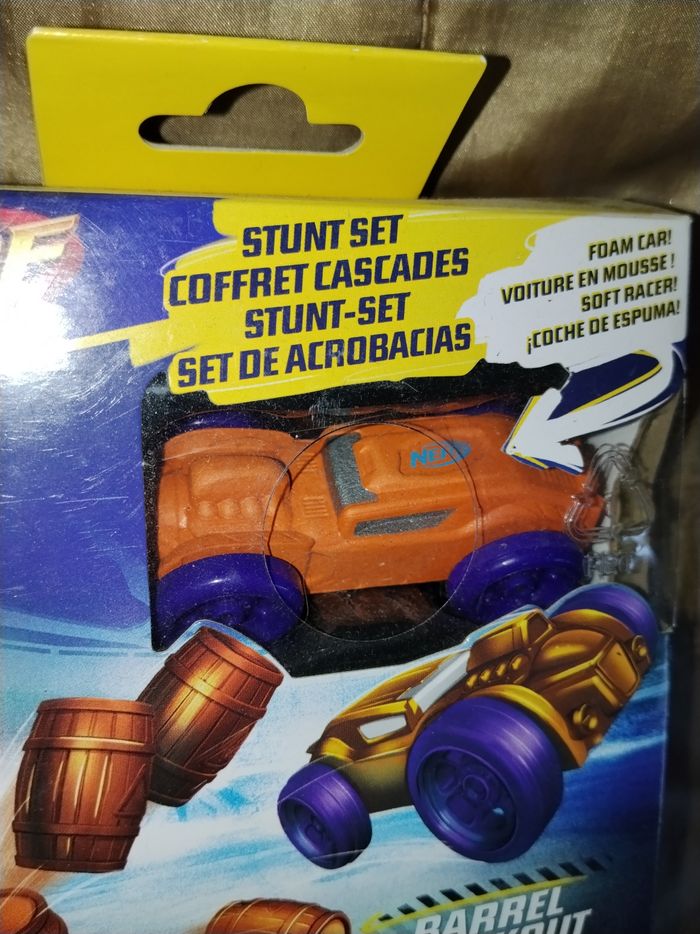 F
STUNT SET
COFFRET CASCADES
STUNT-SET
SET DE ACROBACIAS
FOAM CAR!
VOITURE EN MOUSSE !
SOFT RACER!
¡COCHE DE ESPUMA!
NERF
BARREL